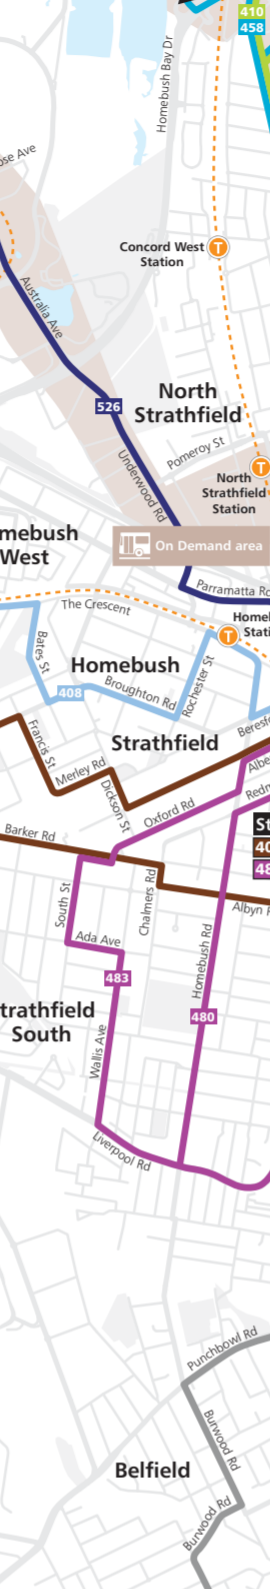 410
458
Homebush Bay Dr
ose Ave
Concord West
Station
T
Australia Ave
North
Strathfield
526
Pomeroy St
Underwood Rd
T
North
Strathfield
Station
mebush
West
On Demand area
Parramatta Rd
The Crescent
Homeb
Stati
T
Bates St
Homebush
408
Broughton Rd
Rochester St
Beresf
Francis St
Strathfield
Merley Rd
Albe
Dickson St
Redm
Oxford Rd
St
40
48
Barker Rd
South St
Chalmers Rd
Albyn R
Ada Ave
Homebush Rd
483
trathfield
South
480
Wallis Ave
Liverpool Rd
Punchbowl Rd
Burwood Rd
Belfield
Burwood Rd